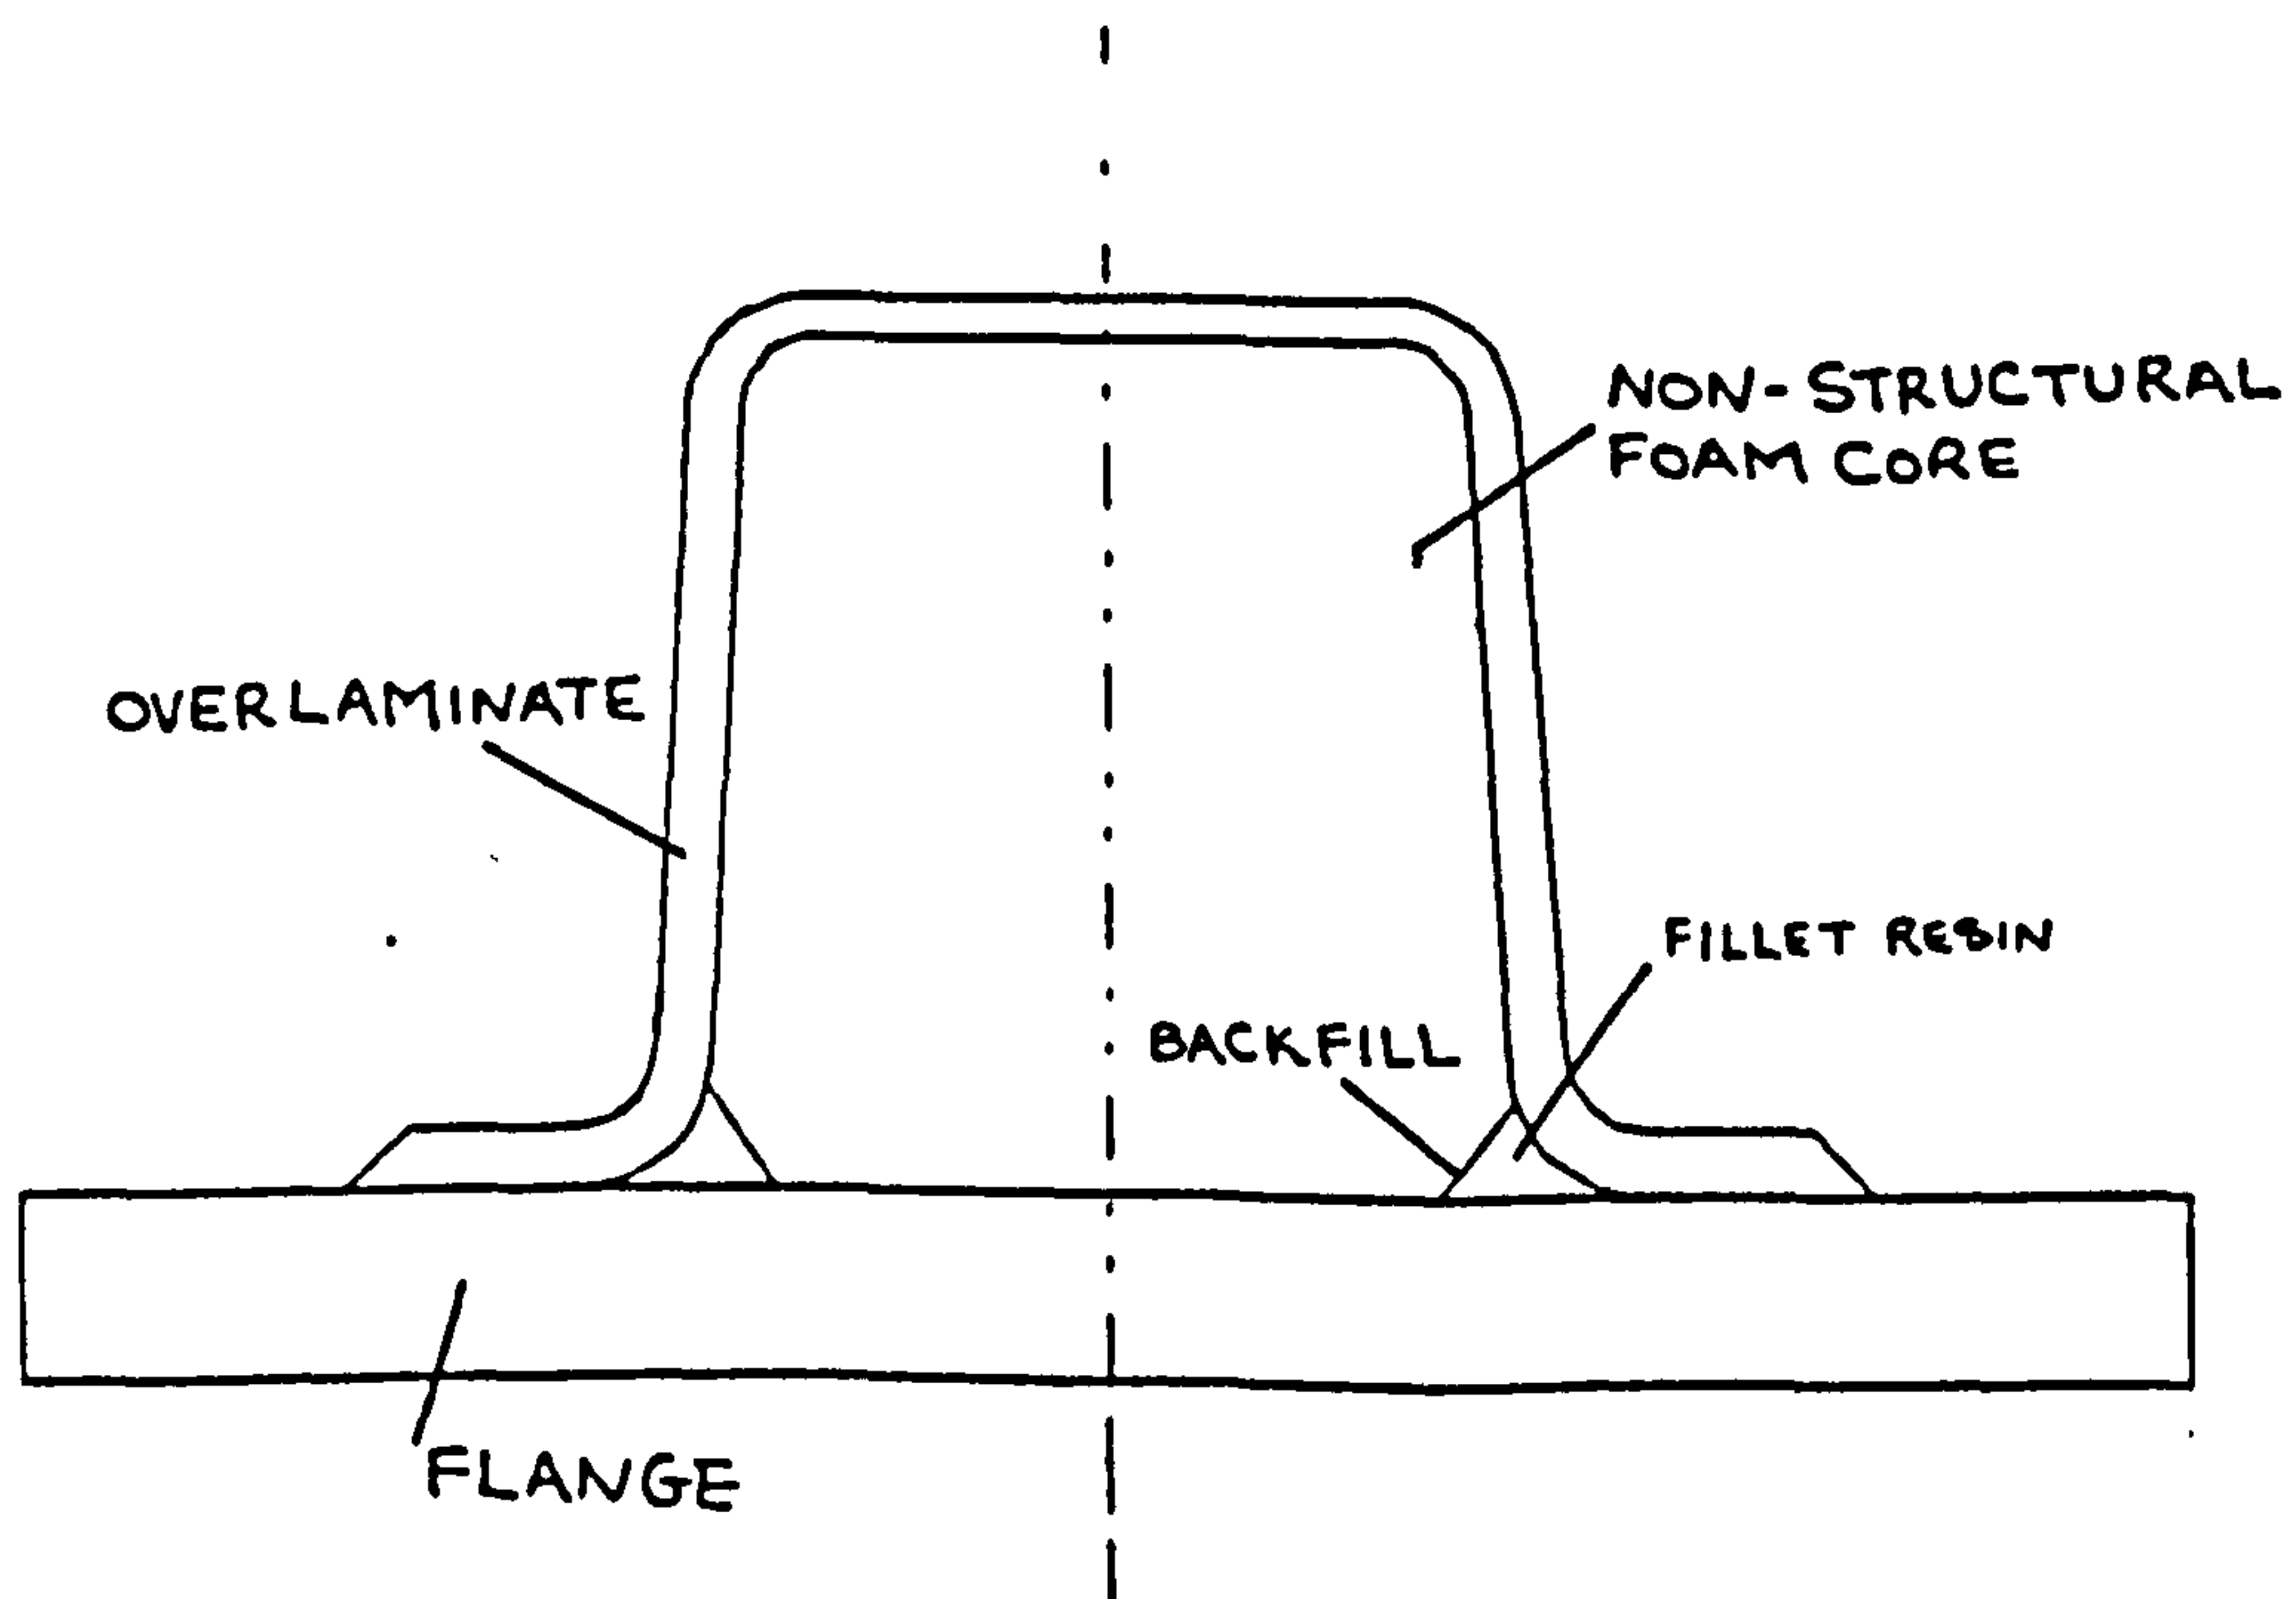 NON-STRUCTURAL
FOAM CORE
OVERLAMINATE
FILLET RESIN
BACKFILL
FLANGE